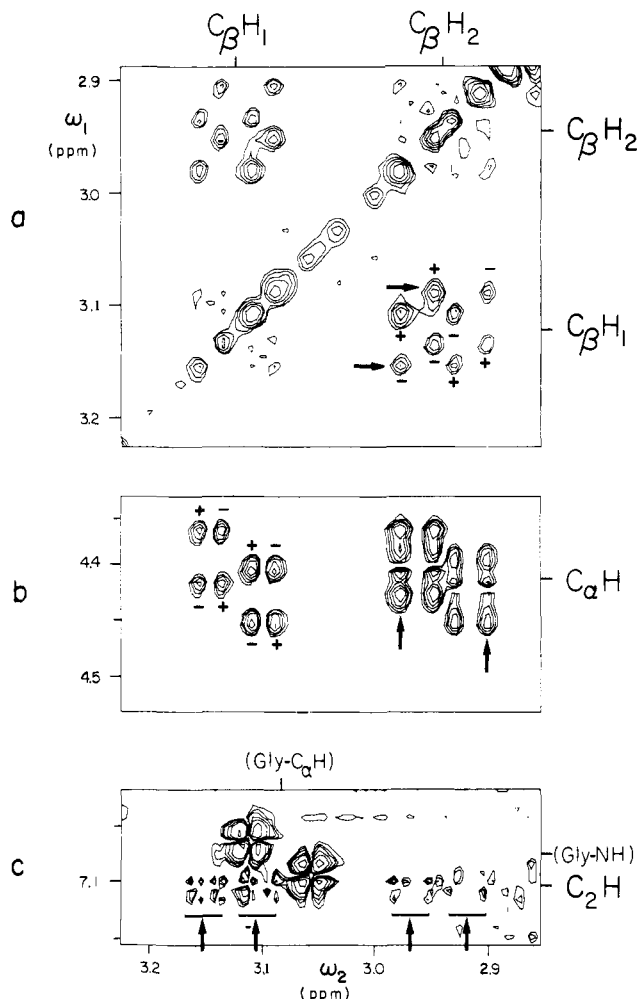 CβH₁ CβH₂
a
2.9
ω₁
(ppm)
3.0
3.1
3.2
CβH₂
CβH₁
+ −
+ −
− +
− +
b
4.4
4.5
+ −
+ −
− +
− +
CαH
(Gly-CαH)
c
7.1
(Gly-NH)
C₂H
3.2 3.1 3.0 2.9
ω₂
(ppm)